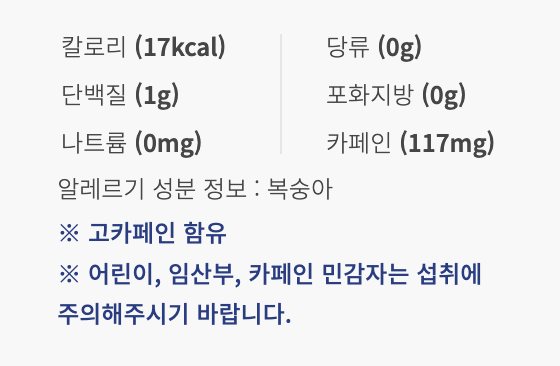 칼로리 (17kcal) 당류 (0g)
단백질 (1g) 포화지방 (0g)
나트륨 (0mg) 카페인 (117mg)
알레르기 성분 정보 : 복숭아
※ 고카페인 함유
※ 어린이, 임산부, 카페인 민감자는 섭취에
주의해주시기 바랍니다.